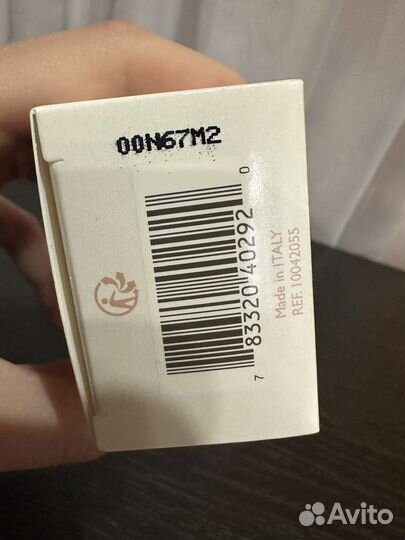 00N67M2
7 83320 40292 0
Made in ITALY
REF. 10042055
Avito